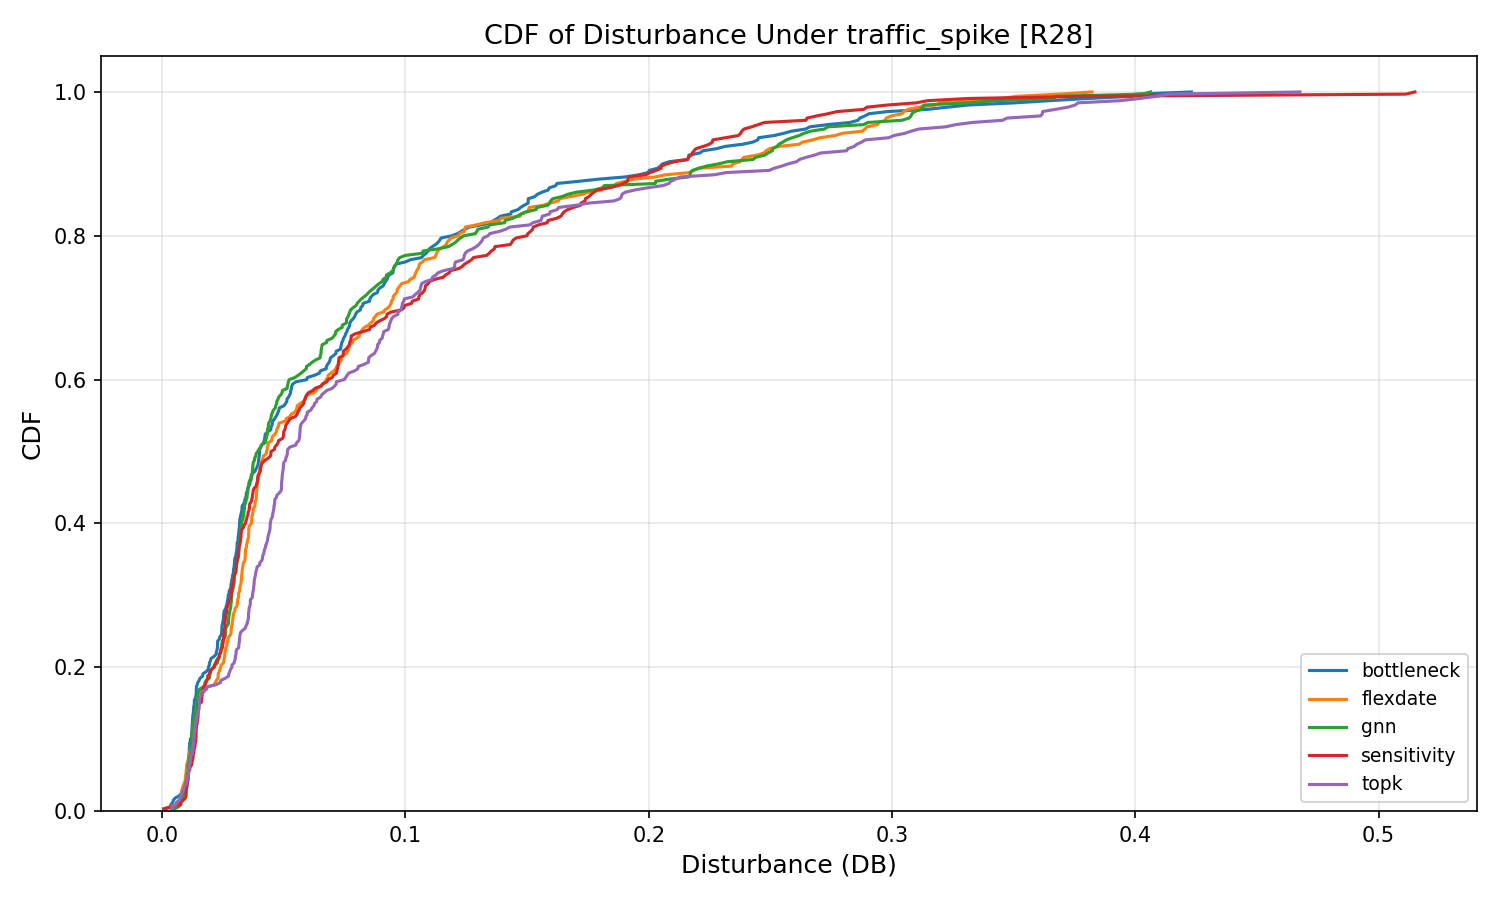 CDF of Disturbance Under traffic_spike [R28]
CDF
1.0
0.8
0.6
0.4
0.2
0.0
0.0 0.1 0.2 0.3 0.4 0.5
Disturbance (DB)
bottleneck
flexdate
gnn
sensitivity
topk